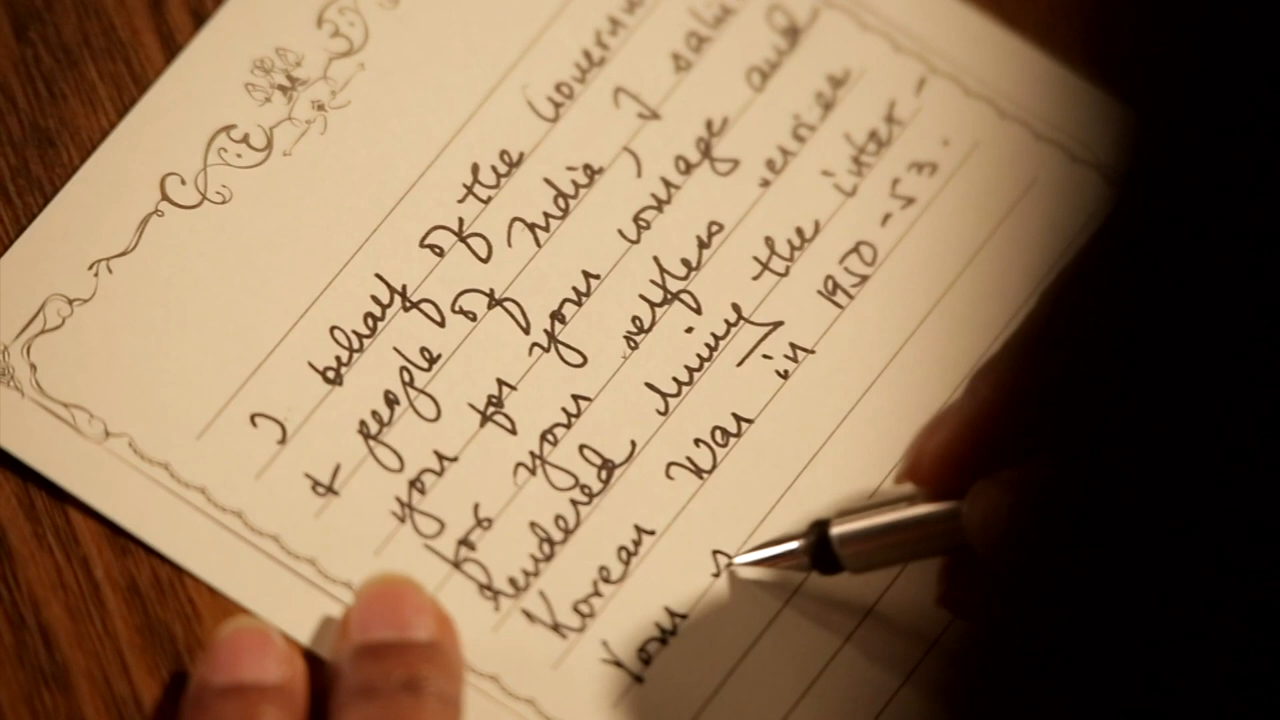 I behalf of the Governm
& people of India, I salu
you for your courage and
for your selfless service
rendered during the inter-
Korean War in 1950-53.
Your s